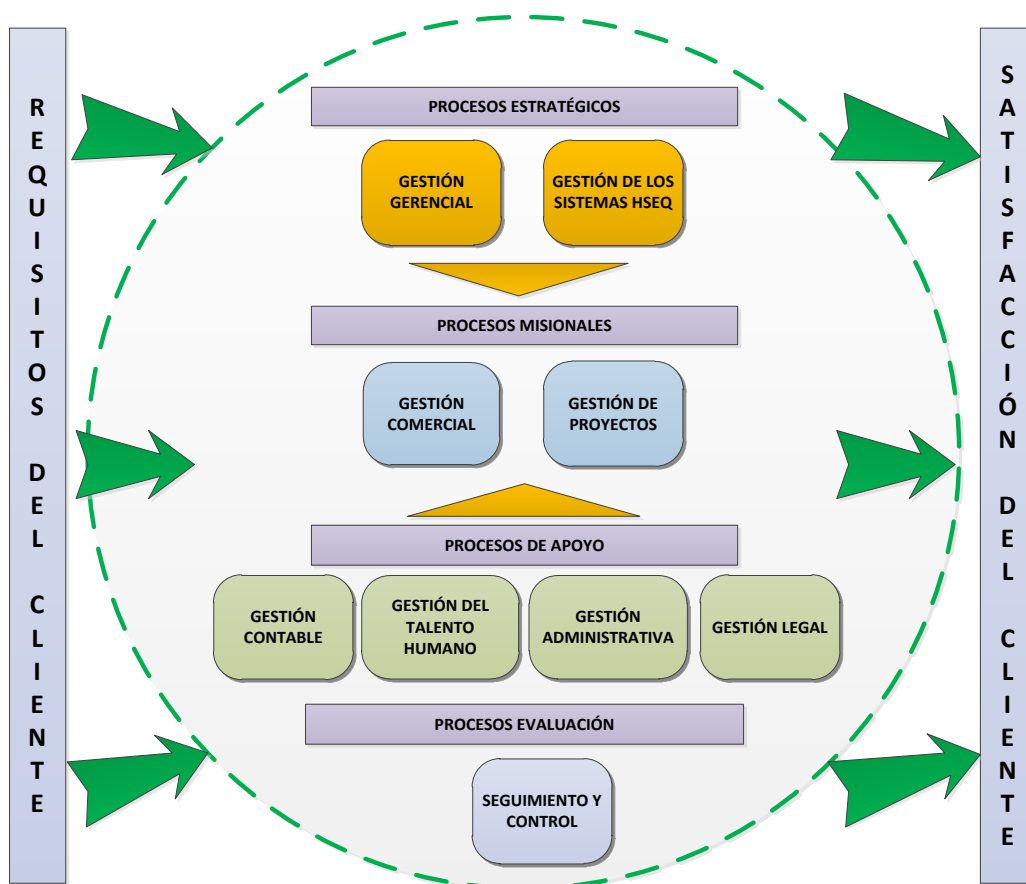 REQUISITOS DEL CLIENTE
PROCESOS ESTRATÉGICOS
GESTIÓN
GERENCIAL
GESTIÓN DE LOS
SISTEMAS HSEQ
PROCESOS MISIONALES
GESTIÓN
COMERCIAL
GESTIÓN DE
PROYECTOS
PROCESOS DE APOYO
GESTIÓN
CONTABLE
GESTIÓN DEL
TALENTO
HUMANO
GESTIÓN
ADMINISTRATIVA
GESTIÓN LEGAL
PROCESOS EVALUACIÓN
SEGUIMIENTO Y
CONTROL
SATISFACCIÓN DEL CLIENTE